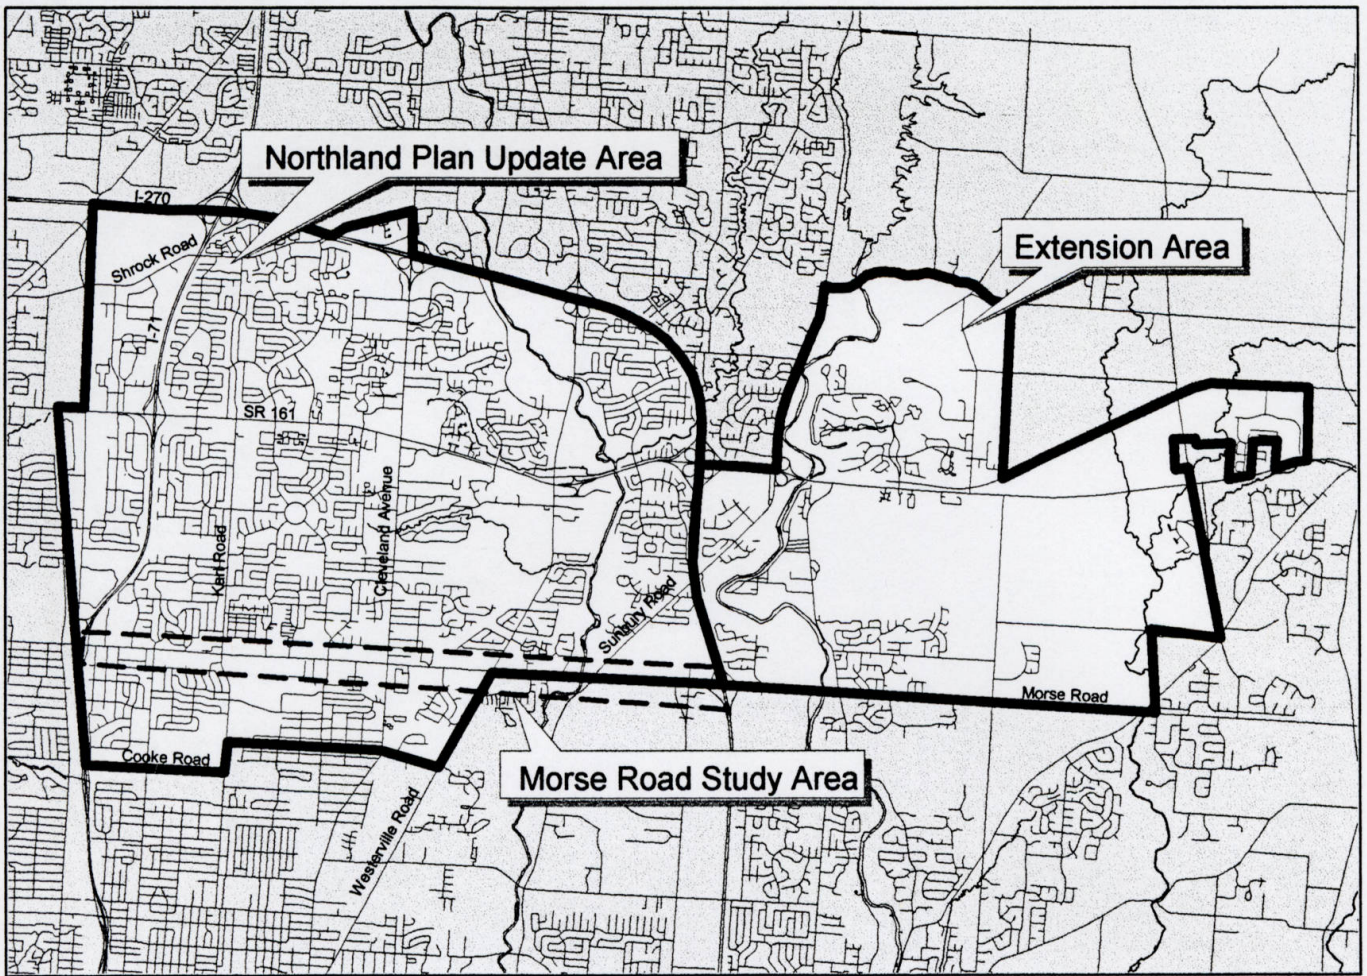 Northland Plan Update Area
I-270
Shrock Road
Extension Area
I-71
SR 161
Karl Road
Cleveland Avenue
Sunbury Road
Morse Road
Cooke Road
Morse Road Study Area
Westerville Road